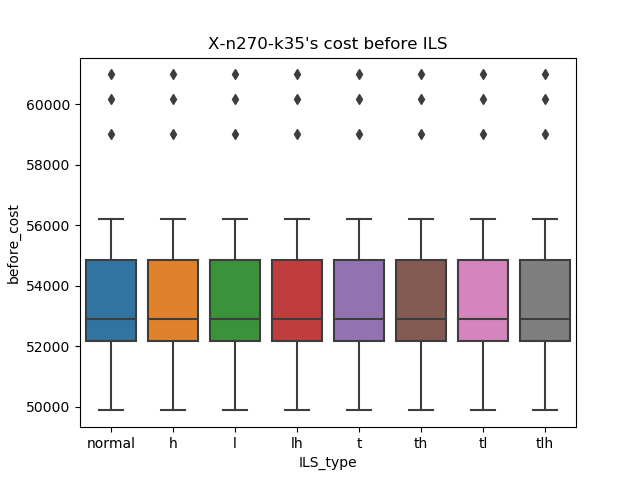 X-n270-k35's cost before ILS
before_cost
60000
58000
56000
54000
52000
50000
normal h l lh t th tl tlh
ILS_type